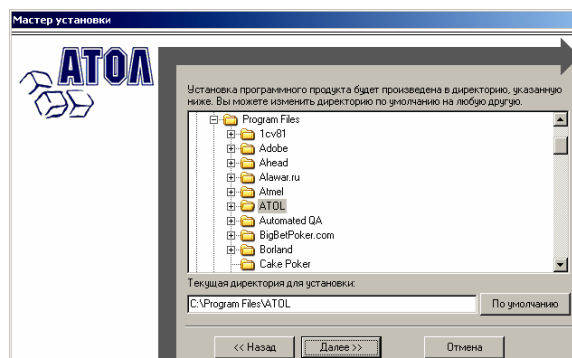 Мастер установки
АТОЛ
Установка программного продукта будет произведена в директорию, указанную
ниже. Вы можете изменить директорию по умолчанию на любую другую.
Program Files
1cv81
Adobe
Ahead
Alawar.ru
Atmel
ATOL
Automated QA
BigBetPoker.com
Borland
Cake Poker
Текущая директория для установки:
C:\Program Files\ATOL
По умолчанию
<< Назад
Далее >>
Отмена